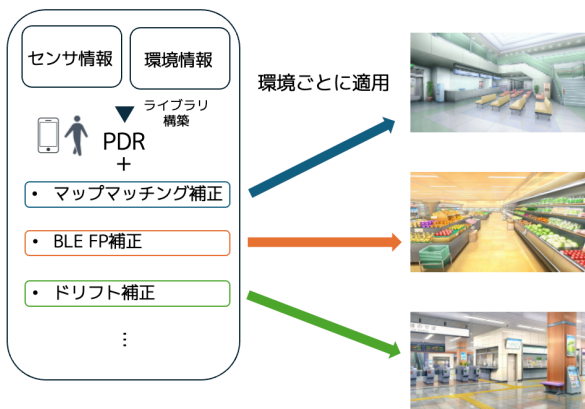 センサ情報
環境情報
ライブラリ
構築
PDR
+
• マップマッチング補正
• BLE FP補正
• ドリフト補正
…
環境ごとに適用